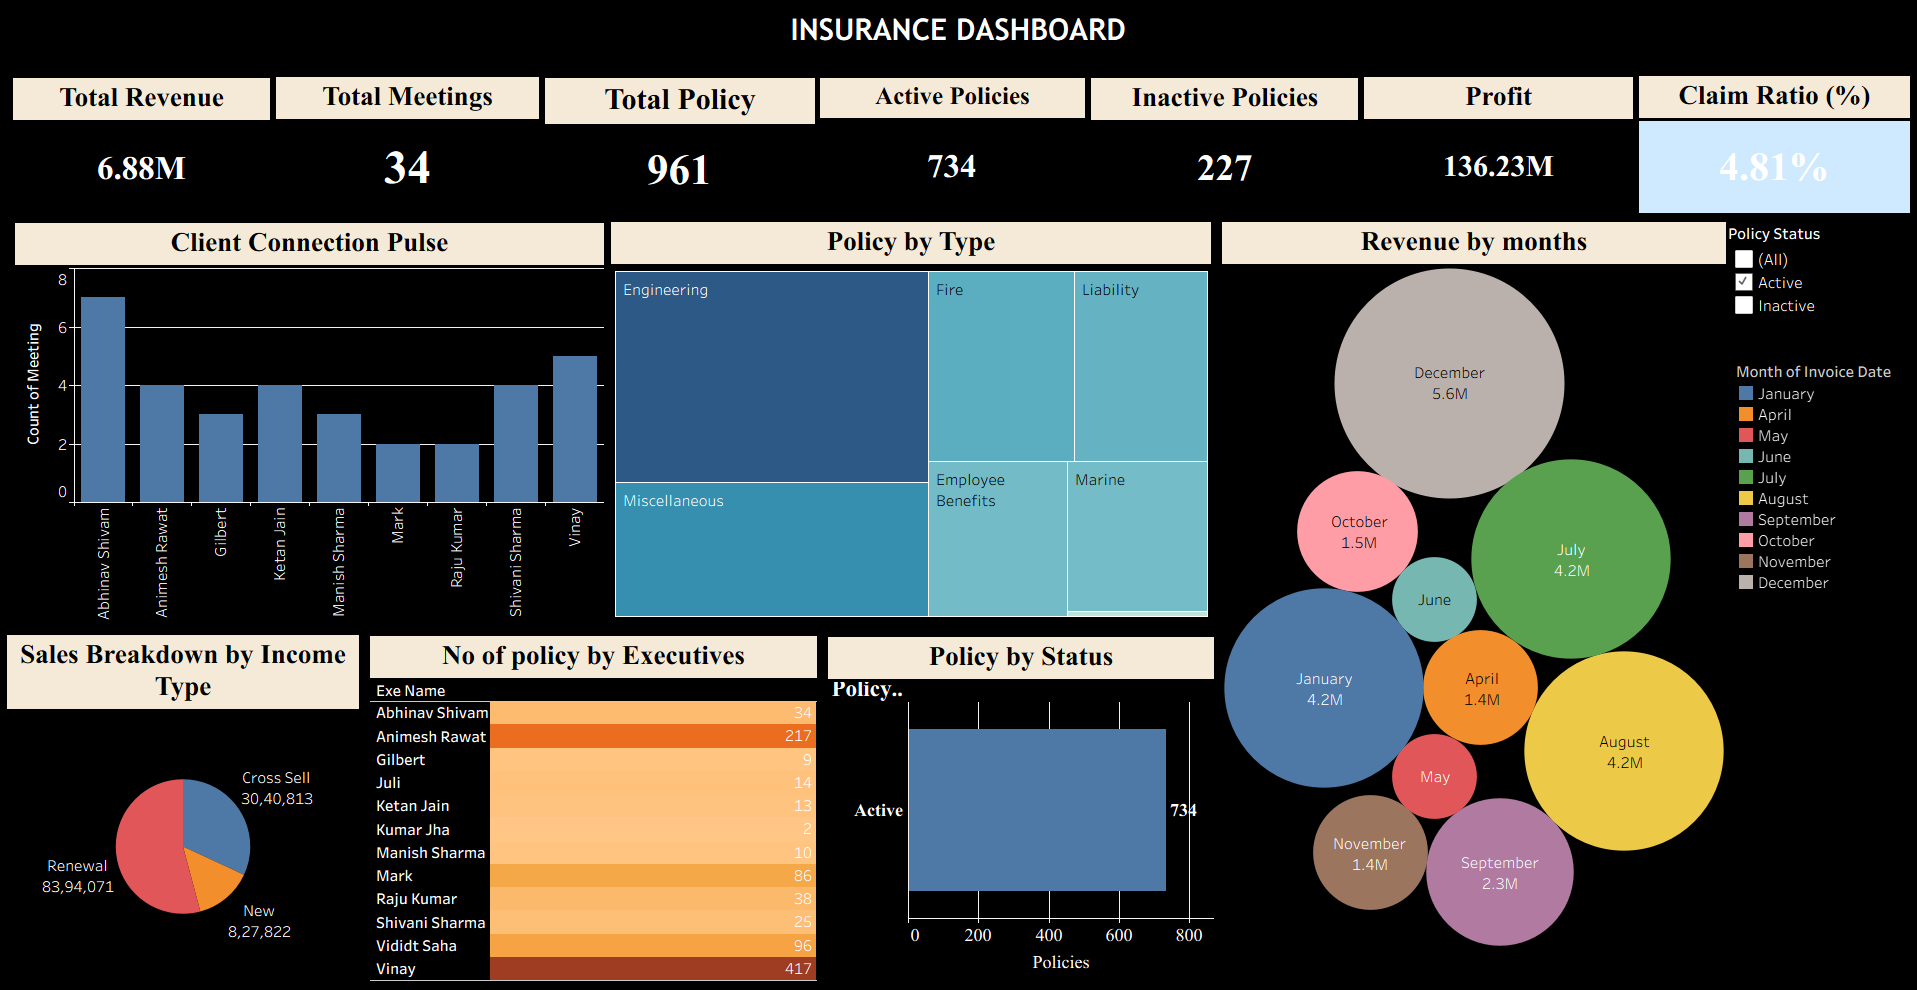 INSURANCE DASHBOARD
Total Revenue
Total Meetings
Total Policy
Active Policies
Inactive Policies
Profit
Claim Ratio (%)
6.88M
34
961
734
227
136.23M
4.81%
Client Connection Pulse
Count of Meeting
8
6
4
2
0
Abhinav Shivam
Animesh Rawat
Gilbert
Ketan Jain
Manish Sharma
Mark
Raju Kumar
Shivani Sharma
Vinay
Policy by Type
Engineering
Fire
Liability
Miscellaneous
Employee
Benefits
Marine
Revenue by months
December
5.6M
October
1.5M
July
4.2M
June
January
4.2M
April
1.4M
August
4.2M
May
November
1.4M
September
2.3M
Policy Status
(All)
Active
Inactive
Month of Invoice Date
January
April
May
June
July
August
September
October
November
December
Sales Breakdown by Income
Type
Cross Sell
30,40,813
Renewal
83,94,071
New
8,27,822
No of policy by Executives
Exe Name
Abhinav Shivam 34
Animesh Rawat 217
Gilbert 9
Juli 14
Ketan Jain 13
Kumar Jha 2
Manish Sharma 10
Mark 86
Raju Kumar 38
Shivani Sharma 25
Vididt Saha 96
Vinay 417
Policy by Status
Policy..
Active
734
0 200 400 600 800
Policies